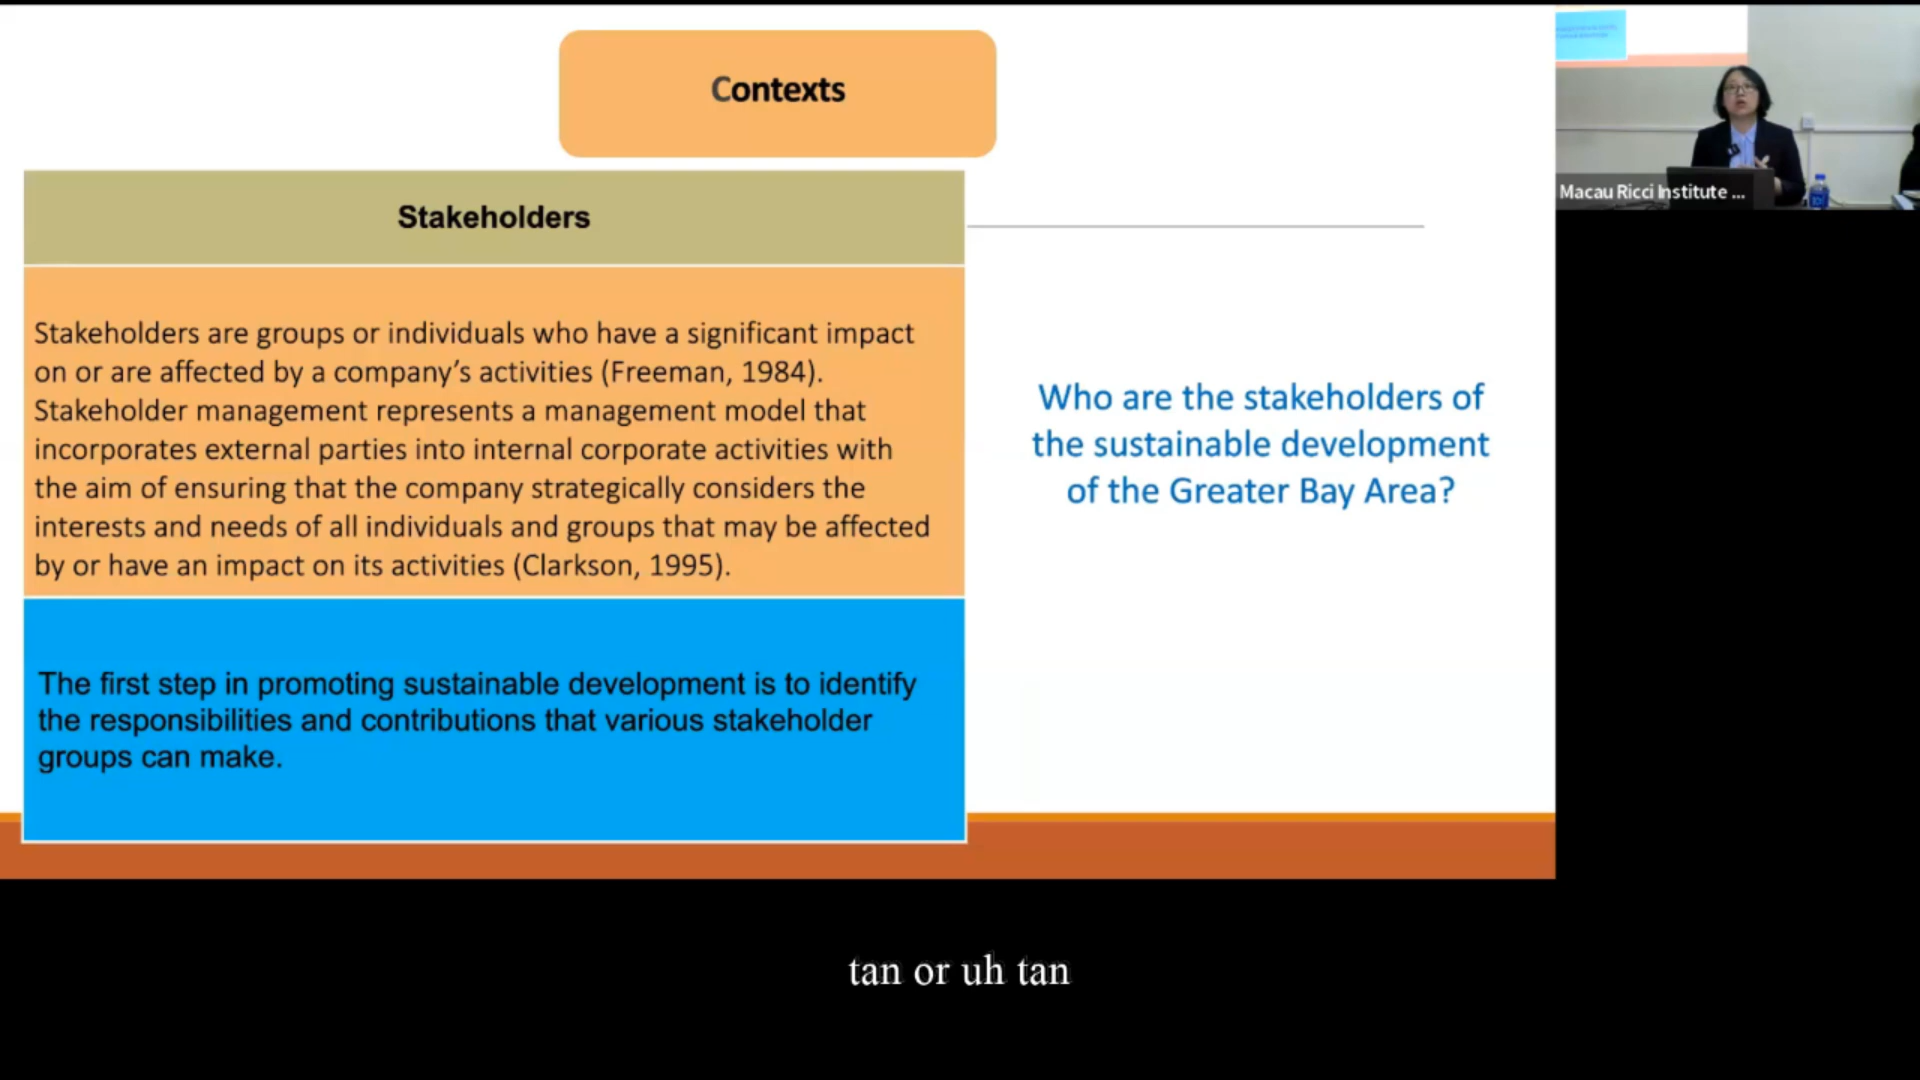 Contexts
Stakeholders
Stakeholders are groups or individuals who have a significant impact
on or are affected by a company’s activities (Freeman, 1984).
Stakeholder management represents a management model that
incorporates external parties into internal corporate activities with
the aim of ensuring that the company strategically considers the
interests and needs of all individuals and groups that may be affected
by or have an impact on its activities (Clarkson, 1995).
The first step in promoting sustainable development is to identify
the responsibilities and contributions that various stakeholder
groups can make.
Who are the stakeholders of
the sustainable development
of the Greater Bay Area?
Macau Ricci Institute ...
tan or uh tan